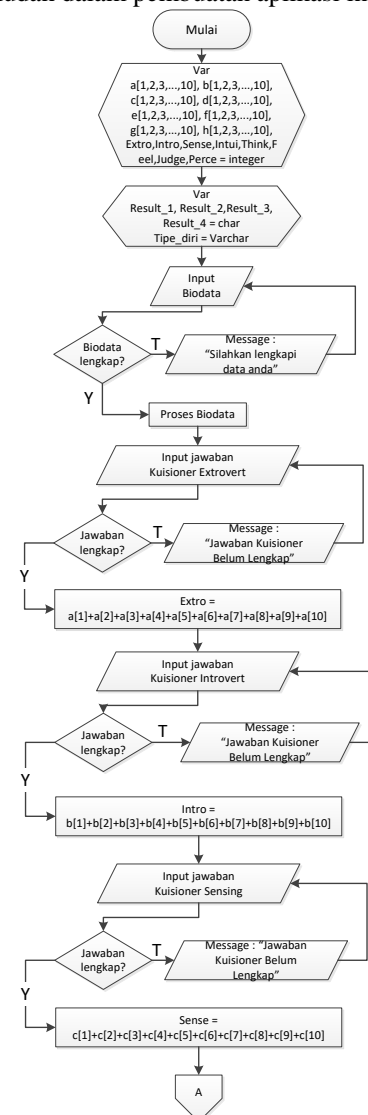 Mulai
Var
a[1,2,3,...,10], b[1,2,3,...,10],
c[1,2,3,...,10], d[1,2,3,...,10],
e[1,2,3,...,10], f[1,2,3,...,10],
g[1,2,3,...,10], h[1,2,3,...,10],
Extro,Intro,Sense,Intui,Think,F
eel,Judge,Perce = integer
Var
Result_1, Result_2,Result_3,
Result_4 = char
Tipe_diri = Varchar
Input
Biodata
Biodata
lengkap?
T
Message :
“Silahkan lengkapi
data anda”
Y
Proses Biodata
Input jawaban
Kuisioner Extrovert
Jawaban
lengkap?
T
Message :
“Jawaban Kuisioner
Belum Lengkap”
Y
Extro =
a[1]+a[2]+a[3]+a[4]+a[5]+a[6]+a[7]+a[8]+a[9]+a[10]
Input jawaban
Kuisioner Introvert
Jawaban
lengkap?
T
Message :
“Jawaban Kuisioner
Belum Lengkap”
Y
Intro =
b[1]+b[2]+b[3]+b[4]+b[5]+b[6]+b[7]+b[8]+b[9]+b[10]
Input jawaban
Kuisioner Sensing
Jawaban
lengkap?
T
Message : “Jawaban
Kuisioner Belum
Lengkap”
Y
Sense =
c[1]+c[2]+c[3]+c[4]+c[5]+c[6]+c[7]+c[8]+c[9]+c[10]
A